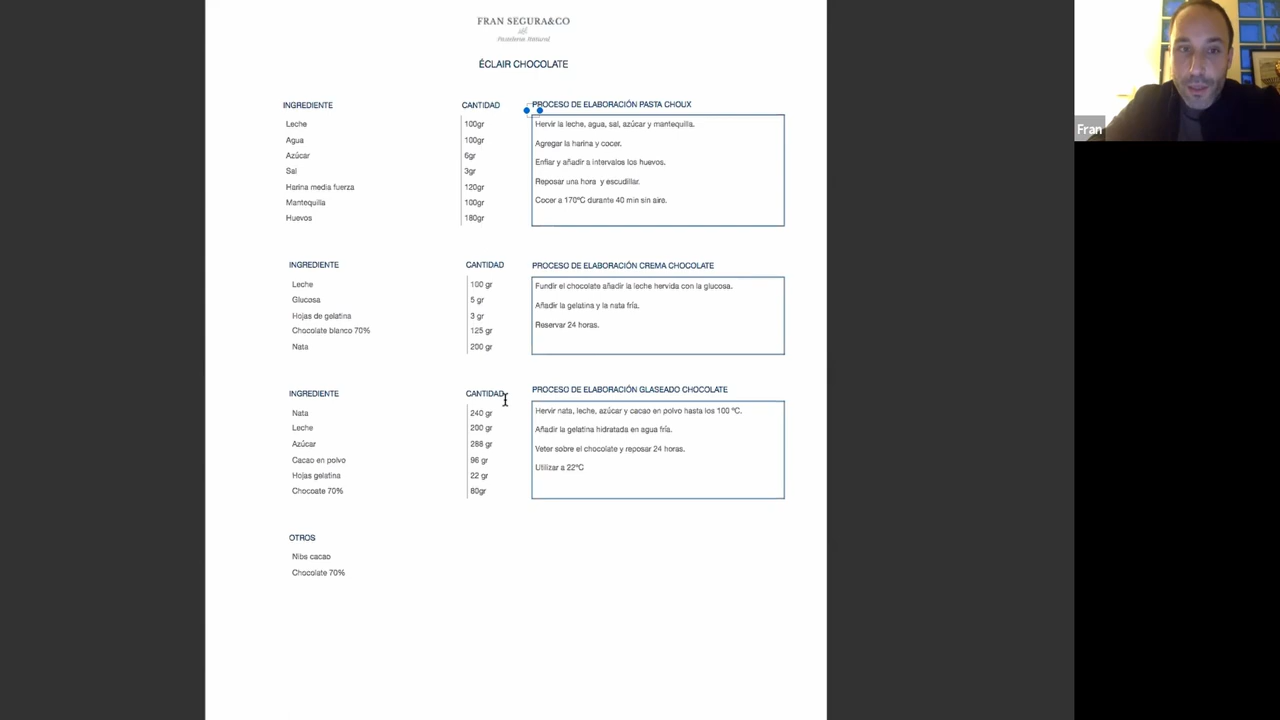 FRAN SEGURA&CO
Pastelería Natural
ÉCLAIR CHOCOLATE
INGREDIENTE CANTIDAD
Leche 100gr
Agua 100gr
Azúcar 6gr
Sal 3gr
Harina media fuerza 120gr
Mantequilla 100gr
Huevos 180gr
PROCESO DE ELABORACIÓN PASTA CHOUX
Hervir la leche, agua, sal, azúcar y mantequilla.
Agregar la harina y cocer.
Enfiar y añadir a intervalos los huevos.
Reposar una hora y escudillar.
Cocer a 170ºC durante 40 min sin aire.
INGREDIENTE CANTIDAD
Leche 100 gr
Glucosa 5 gr
Hojas de gelatina 3 gr
Chocolate blanco 70% 125 gr
Nata 200 gr
PROCESO DE ELABORACIÓN CREMA CHOCOLATE
Fundir el chocolate añadir la leche hervida con la glucosa.
Añadir la gelatina y la nata fría.
Reservar 24 horas.
INGREDIENTE CANTIDAD
Nata 240 gr
Leche 200 gr
Azúcar 288 gr
Cacao en polvo 96 gr
Hojas gelatina 22 gr
Chocoate 70% 80gr
PROCESO DE ELABORACIÓN GLASEADO CHOCOLATE
Hervir nata, leche, azúcar y cacao en polvo hasta los 100 ºC.
Añadir la gelatina hidratada en agua fría.
Veter sobre el chocolate y reposar 24 horas.
Utilizar a 22ºC
OTROS
Nibs cacao
Chocolate 70%
Fran